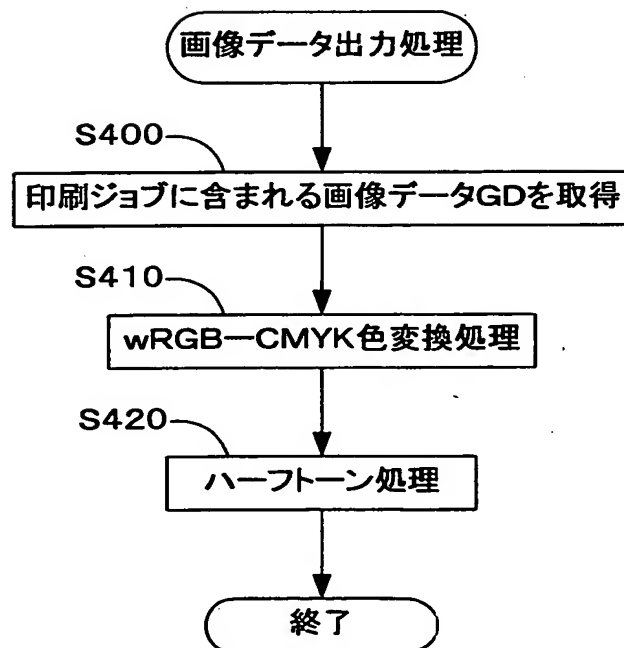 画像データ出力処理
S400
印刷ジョブに含まれる画像データGDを取得
S410
wRGB―CMYK色変換処理
S420
ハーフトーン処理
終了